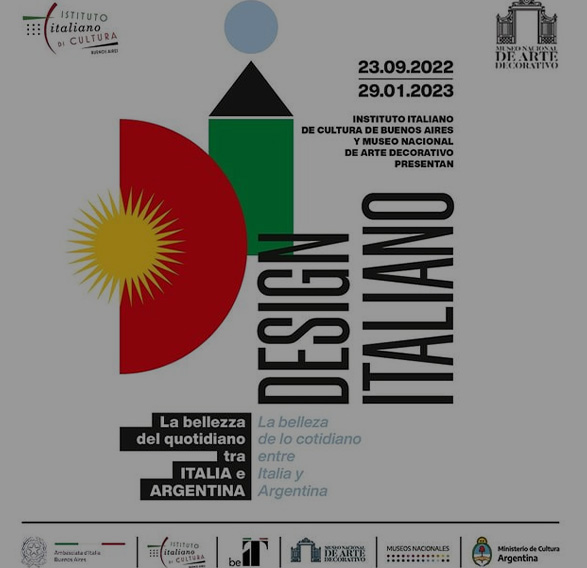 ISTITUTO
italiano
DI CULTURA
BUENOS AIRES
MUSEO NACIONAL
DE ARTE
DECORATIVO
23.09.2022
29.01.2023
INSTITUTO ITALIANO
DE CULTURA DE BUENOS AIRES
Y MUSEO NACIONAL
DE ARTE DECORATIVO
PRESENTAN
DESIGN
ITALIANO
La bellezza
del quotidiano
tra
ITALIA e
ARGENTINA
La belleza
de lo cotidiano
entre
Italia y
Argentina
Ambasciata d'Italia
Buenos Aires
ISTITUTO
italiano
DI CULTURA
be IT
MUSEO NACIONAL
DE ARTE
DECORATIVO
MUSEOS NACIONALES
Ministerio de Cultura
Argentina